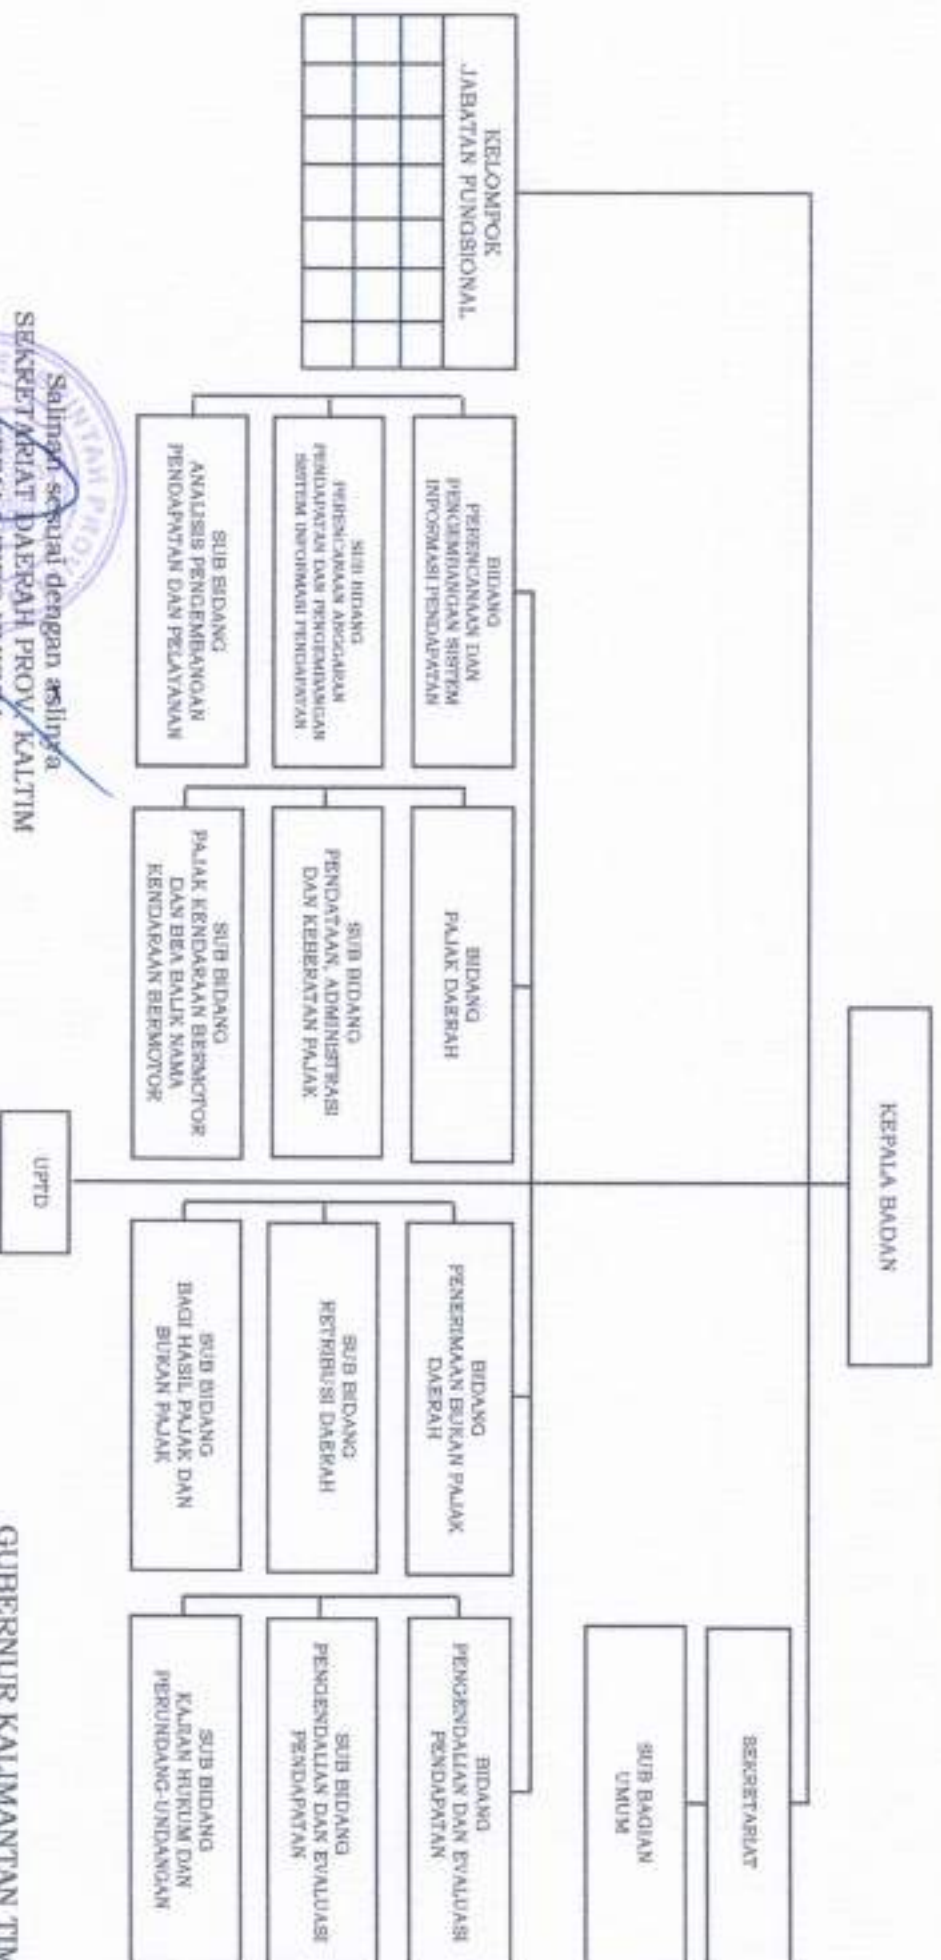 KEPALA BADAN
SEKRETARIAT
SUB BAGIAN
UMUM
KELOMPOK
JABATAN FUNGSIONAL
BIDANG
PERENCANAAN DAN
PENGEMBANGAN SISTEM
INFORMASI PENDAPATAN
SUB BIDANG
PERENCANAAN ANGGARAN
PENDAPATAN DAN PENGEMBANGAN
SISTEM INFORMASI PENDAPATAN
SUB BIDANG
ANALISIS PENGEMBANGAN
PENDAPATAN DAN PELAYANAN
BIDANG
PAJAK DAERAH
SUB BIDANG
PENDATAAN, ADMINISTRASI
DAN KEBERATAN PAJAK
SUB BIDANG
PAJAK KENDARAAN BERMOTOR
DAN BEA BALIK NAMA
KENDARAAN BERMOTOR
BIDANG
PENERIMAAN BUKAN PAJAK
DAERAH
SUB BIDANG
RETRIBUSI DAERAH
SUB BIDANG
BAGI HASIL PAJAK DAN
BUKAN PAJAK
BIDANG
PENGENDALIAN DAN EVALUASI
PENDAPATAN
SUB BIDANG
PENGENDALIAN DAN EVALUASI
PENDAPATAN
SUB BIDANG
KAJIAN HUKUM DAN
PERUNDANG-UNDANGAN
UPTD
Salinan sesuai dengan aslinya
SEKRETARIAT DAERAH PROV. KALTIM
GUBERNUR KALIMANTAN TIM